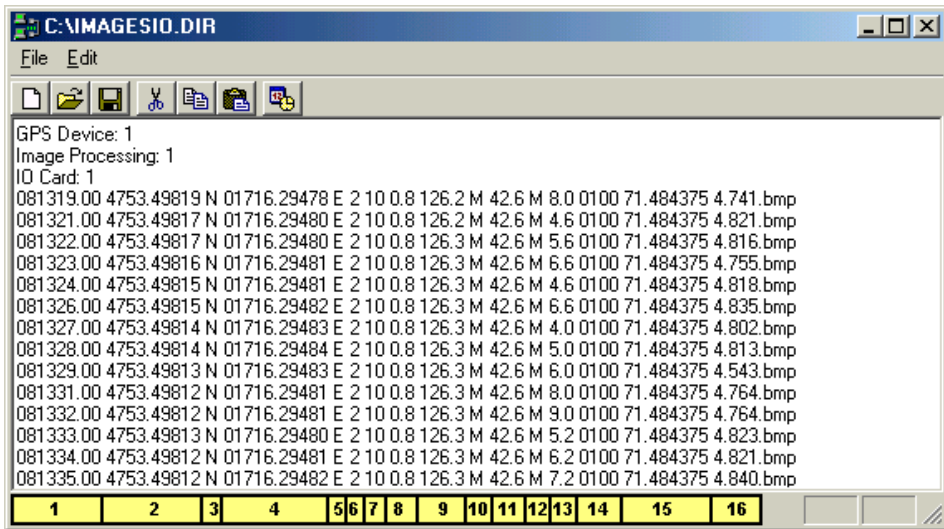 C:\IMAGESIO.DIR
File Edit
12
GPS Device: 1
Image Processing: 1
IO Card: 1
081319.00 4753.49819 N 01716.29478 E 2 10 0.8 126.2 M 42.6 M 8.0 0100 71.484375 4.741.bmp
081321.00 4753.49817 N 01716.29480 E 2 10 0.8 126.2 M 42.6 M 4.6 0100 71.484375 4.821.bmp
081322.00 4753.49817 N 01716.29480 E 2 10 0.8 126.3 M 42.6 M 5.6 0100 71.484375 4.816.bmp
081323.00 4753.49816 N 01716.29481 E 2 10 0.8 126.3 M 42.6 M 6.6 0100 71.484375 4.755.bmp
081324.00 4753.49815 N 01716.29481 E 2 10 0.8 126.3 M 42.6 M 4.6 0100 71.484375 4.818.bmp
081326.00 4753.49815 N 01716.29482 E 2 10 0.8 126.3 M 42.6 M 6.6 0100 71.484375 4.835.bmp
081327.00 4753.49814 N 01716.29483 E 2 10 0.8 126.3 M 42.6 M 4.0 0100 71.484375 4.802.bmp
081328.00 4753.49814 N 01716.29484 E 2 10 0.8 126.3 M 42.6 M 5.0 0100 71.484375 4.813.bmp
081329.00 4753.49813 N 01716.29483 E 2 10 0.8 126.3 M 42.6 M 6.0 0100 71.484375 4.543.bmp
081331.00 4753.49812 N 01716.29481 E 2 10 0.8 126.3 M 42.6 M 8.0 0100 71.484375 4.764.bmp
081332.00 4753.49812 N 01716.29481 E 2 10 0.8 126.3 M 42.6 M 9.0 0100 71.484375 4.764.bmp
081333.00 4753.49813 N 01716.29480 E 2 10 0.8 126.3 M 42.6 M 5.2 0100 71.484375 4.823.bmp
081334.00 4753.49812 N 01716.29481 E 2 10 0.8 126.3 M 42.6 M 6.2 0100 71.484375 4.821.bmp
081335.00 4753.49812 N 01716.29482 E 2 10 0.8 126.3 M 42.6 M 7.2 0100 71.484375 4.840.bmp
1 2 3 4 5 6 7 8 9 10 11 12 13 14 15 16